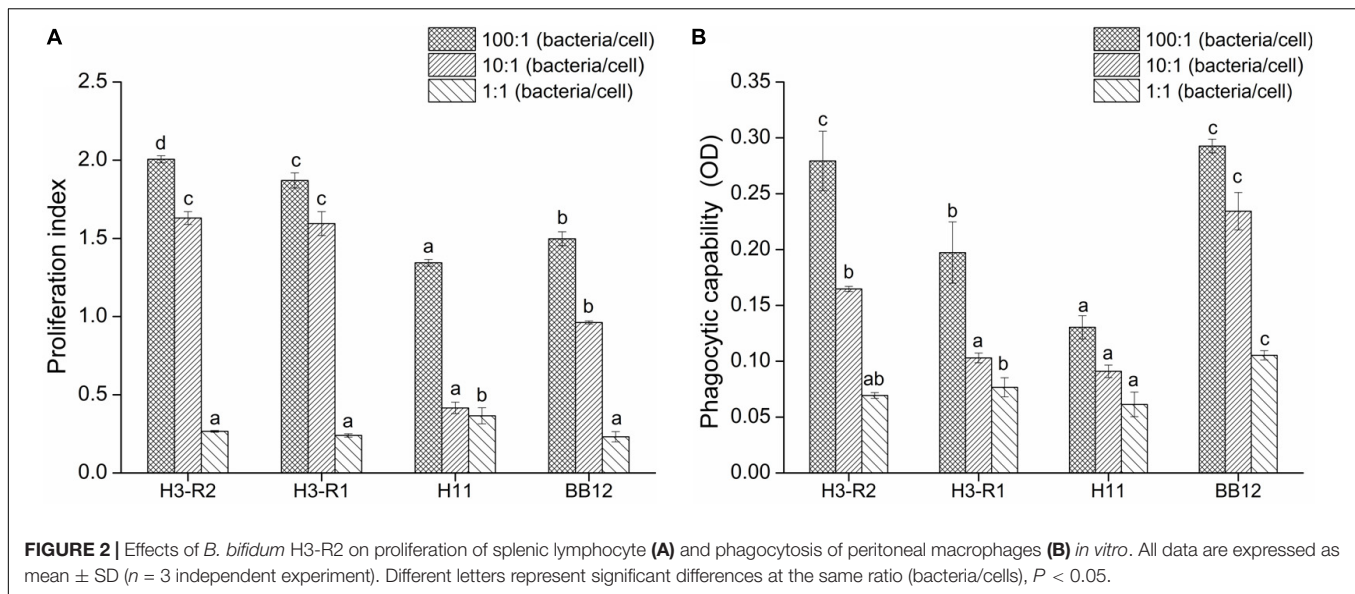 A
100:1 (bacteria/cell)
10:1 (bacteria/cell)
1:1 (bacteria/cell)
Proliferation index
2.5
2.0
1.5
1.0
0.5
0.0
d
c
a
c
c
a
a
a
b
b
b
a
H3-R2
H3-R1
H11
BB12
B
100:1 (bacteria/cell)
10:1 (bacteria/cell)
1:1 (bacteria/cell)
Phagocytic capability (OD)
0.35
0.30
0.25
0.20
0.15
0.10
0.05
0.00
c
b
ab
b
a
b
a
a
a
c
c
c
H3-R2
H3-R1
H11
BB12
FIGURE 2 | Effects of B. bifidum H3-R2 on proliferation of splenic lymphocyte (A) and phagocytosis of peritoneal macrophages (B) in vitro. All data are expressed as
mean ± SD (n = 3 independent experiment). Different letters represent significant differences at the same ratio (bacteria/cells), P < 0.05.